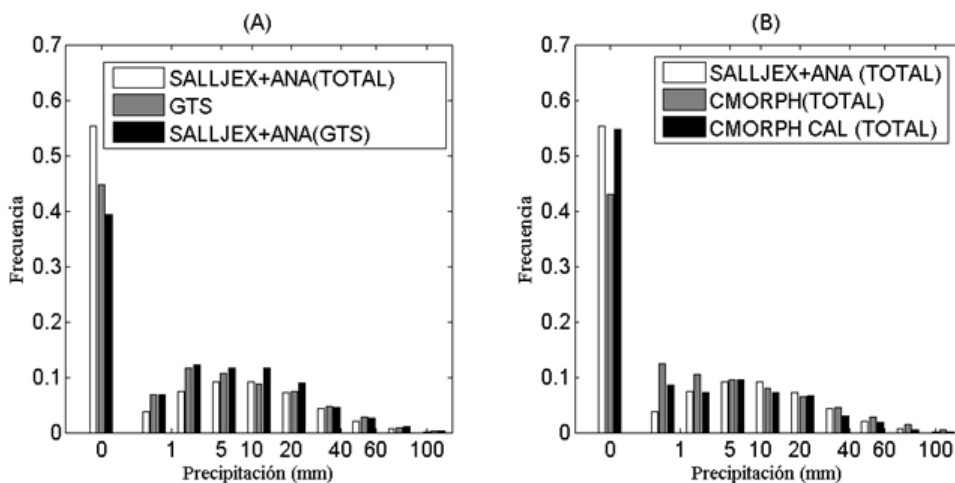 (A)
0.7
0.6
0.5
0.4
0.3
0.2
0.1
0
Frecuencia
SALLJEX+ANA(TOTAL)
GTS
SALLJEX+ANA(GTS)
0 1 5 10 20 40 60 100
Precipitación (mm)
(B)
0.7
0.6
0.5
0.4
0.3
0.2
0.1
0
Frecuencia
SALLJEX+ANA (TOTAL)
CMORPH(TOTAL)
CMORPH CAL (TOTAL)
0 1 5 10 20 40 60 100
Precipitación (mm)